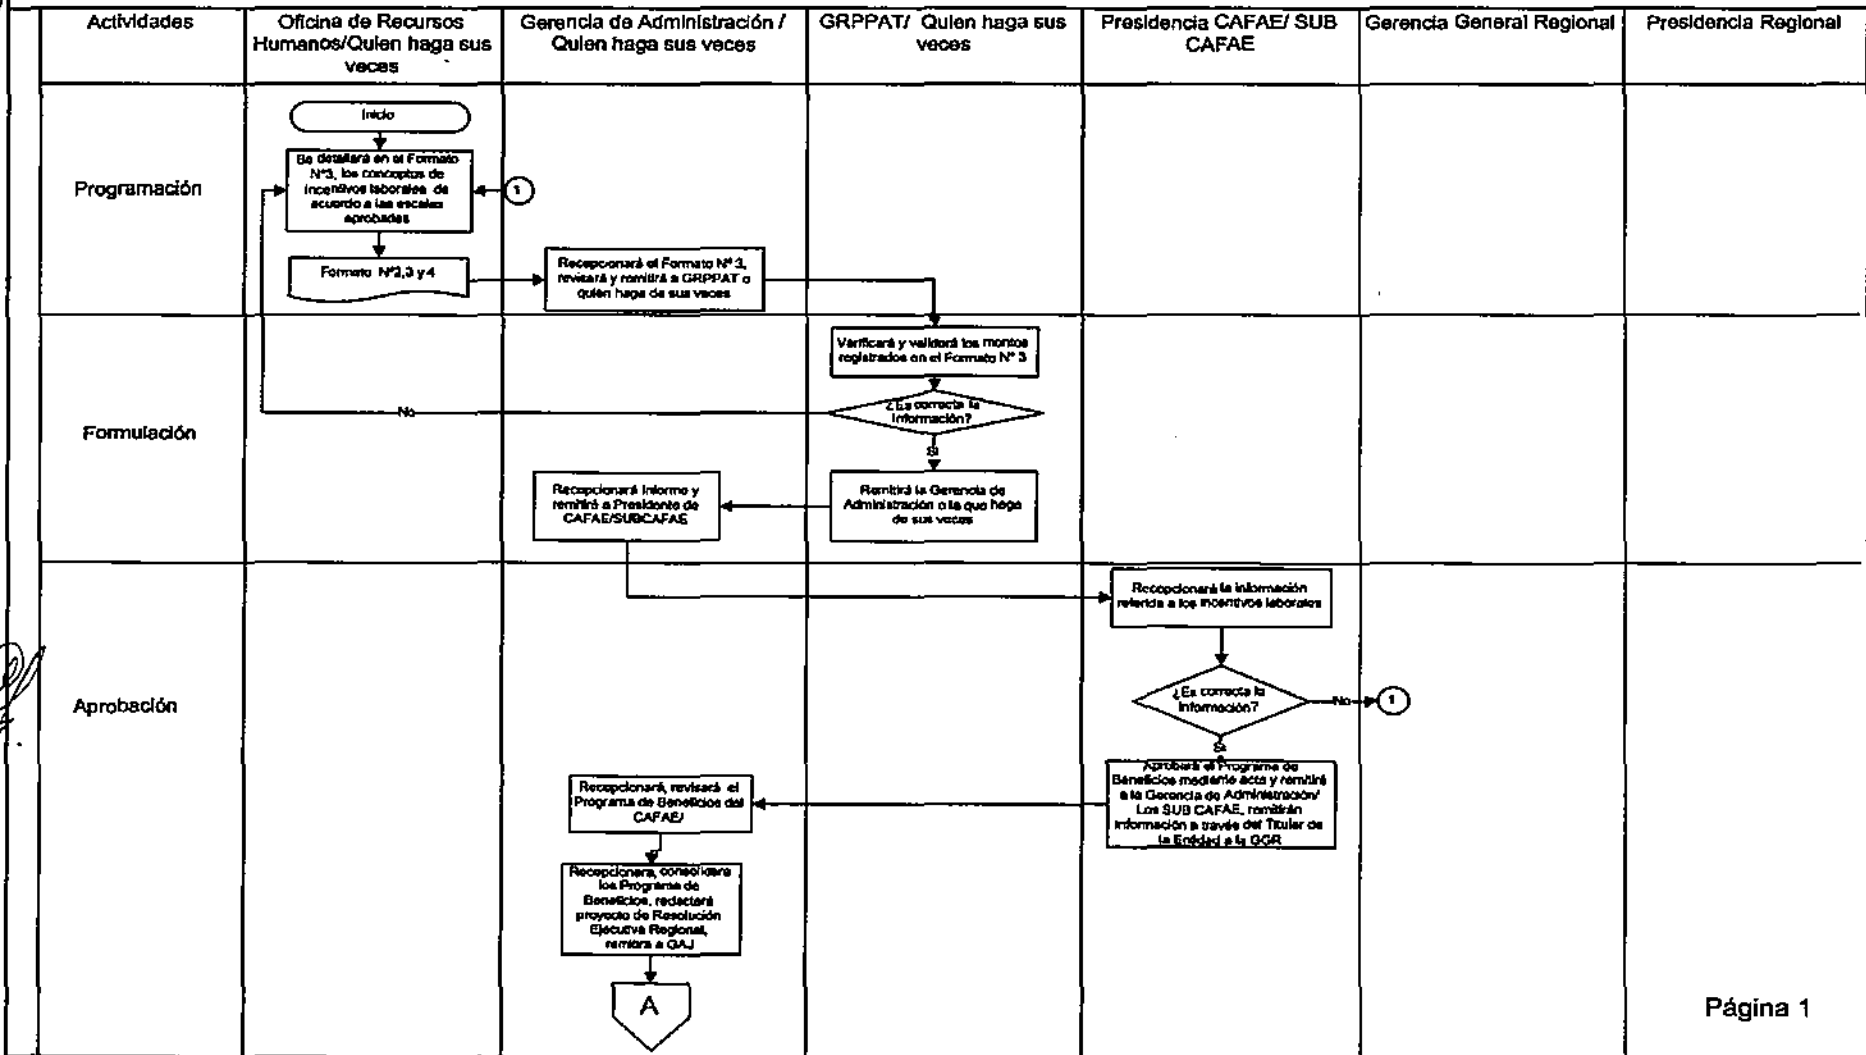 Actividades
Oficina de Recursos
Humanos/Quien haga sus
veces
Gerencia de Administración /
Quien haga sus veces
GRPPAT/ Quien haga sus
veces
Presidencia CAFAE/ SUB
CAFAE
Gerencia General Regional
Presidencia Regional
Programación
Inicio
Se detallará en el Formato
N°3, los conceptos de
incentivos laborales de
acuerdo a las escalas
aprobadas
1
Formato N°2,3 y 4
Recepcionará el Formato N° 3,
revisará y remitirá a GRPPAT o
quien haga de sus veces
Formulación
Verificará y validará los montos
registrados en el Formato N° 3
¿Es correcta la
información?
No
Si
Remitirá la Gerencia de
Administración o la que haga
de sus veces
Recepcionará Informe y
remitirá a Presidente de
CAFAE/SUBCAFAE
Aprobación
Recepcionará la información
referida a los incentivos laborales
¿Es correcta la
información?
No
1
Si
Aprobará el Programa de
Beneficios mediante acta y remitirá
a la Gerencia de Administración/
Los SUB CAFAE, remitirán
información a través del Titular de
la Entidad a la GGR
Recepcionará, revisará el
Programa de Beneficios del
CAFAE/
Recepcionara, consolidara
los Programa de
Beneficios, redactará
proyecto de Resolución
Ejecutiva Regional,
remitira a GAJ
A
Página 1